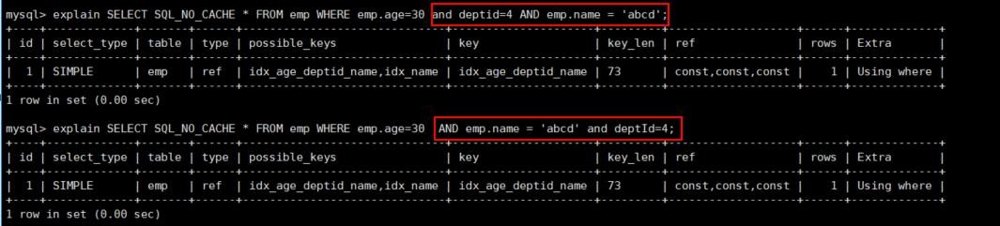 mysql> explain SELECT SQL_NO_CACHE * FROM emp WHERE emp.age=30 and deptid=4 AND emp.name = 'abcd';
+----+-------------+-------+------+------------------------------+---------------------+---------+-------------------+------+-------------+
| id | select_type | table | type | possible_keys                | key                 | key_len | ref               | rows | Extra       |
+----+-------------+-------+------+------------------------------+---------------------+---------+-------------------+------+-------------+
|  1 | SIMPLE      | emp   | ref  | idx_age_deptid_name,idx_name | idx_age_deptid_name | 73      | const,const,const |    1 | Using where |
+----+-------------+-------+------+------------------------------+---------------------+---------+-------------------+------+-------------+
1 row in set (0.00 sec)
mysql> explain SELECT SQL_NO_CACHE * FROM emp WHERE emp.age=30  AND emp.name = 'abcd' and deptId=4;
+----+-------------+-------+------+------------------------------+---------------------+---------+-------------------+------+-------------+
| id | select_type | table | type | possible_keys                | key                 | key_len | ref               | rows | Extra       |
+----+-------------+-------+------+------------------------------+---------------------+---------+-------------------+------+-------------+
|  1 | SIMPLE      | emp   | ref  | idx_age_deptid_name,idx_name | idx_age_deptid_name | 73      | const,const,const |    1 | Using where |
+----+-------------+-------+------+------------------------------+---------------------+---------+-------------------+------+-------------+
1 row in set (0.00 sec)